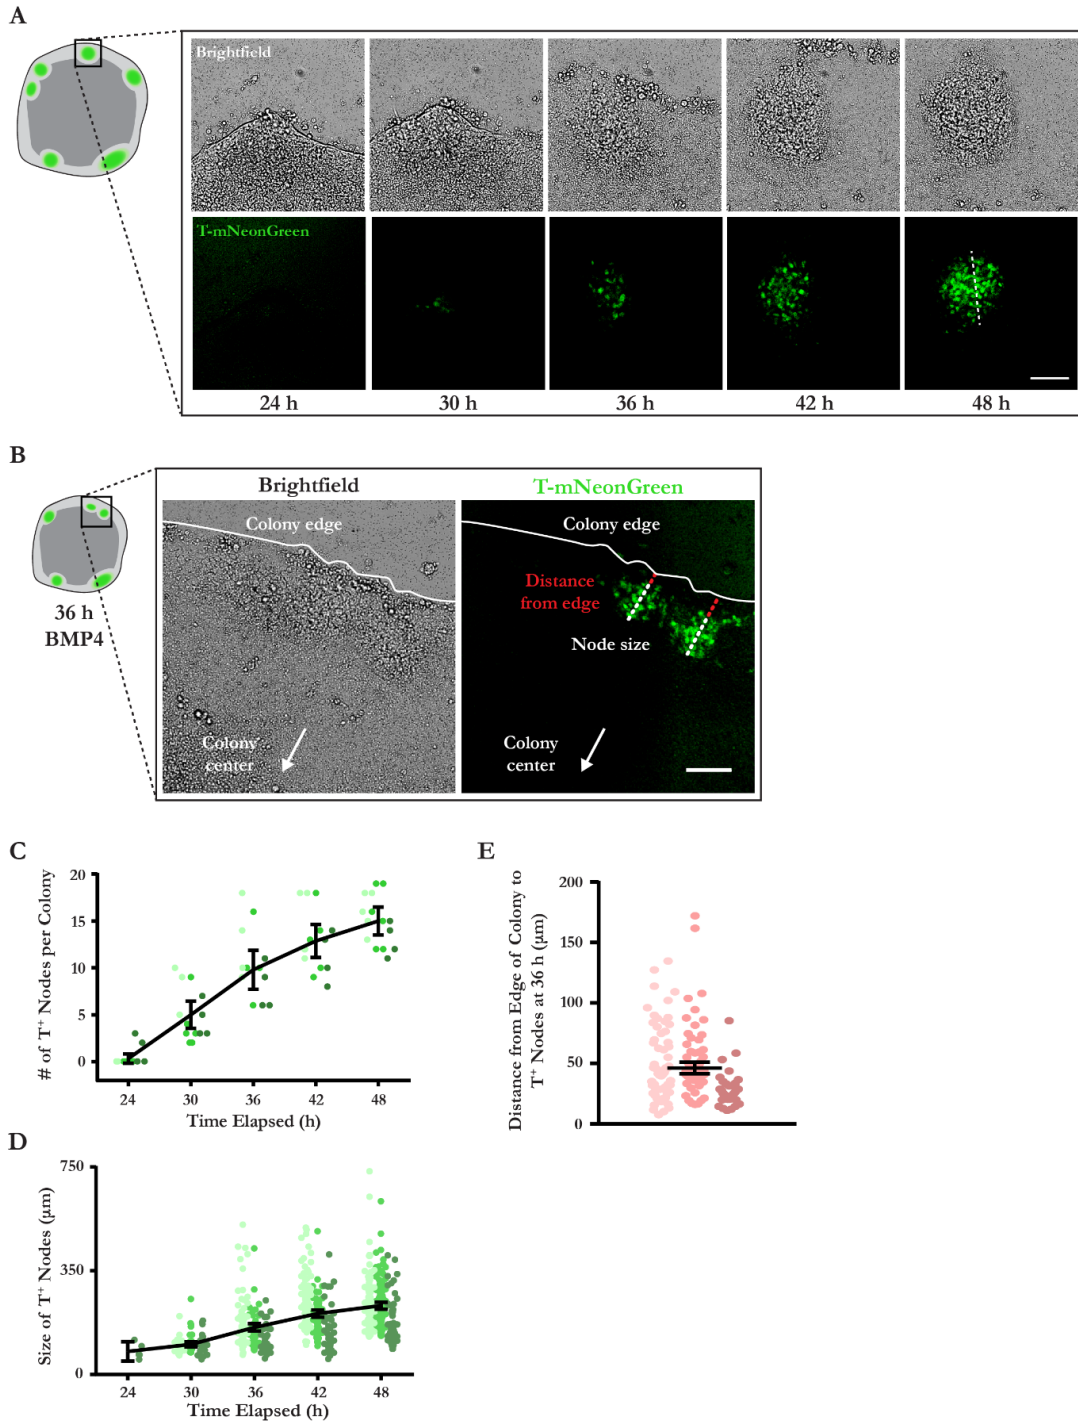 A
Brightfield
T-mNeonGreen
24 h
30 h
36 h
42 h
48 h
B
36 h
BMP4
Brightfield
T-mNeonGreen
Colony edge
Colony
center
Colony edge
Distance
from edge
Node size
Colony
center
C
# of T⁺ Nodes per Colony
20
15
10
5
0
24
30
36
42
48
Time Elapsed (h)
D
Size of T⁺ Nodes (μm)
750
350
0
24
30
36
42
48
Time Elapsed (h)
E
Distance from Edge of Colony to
T⁺ Nodes at 36 h (μm)
200
150
100
50
0